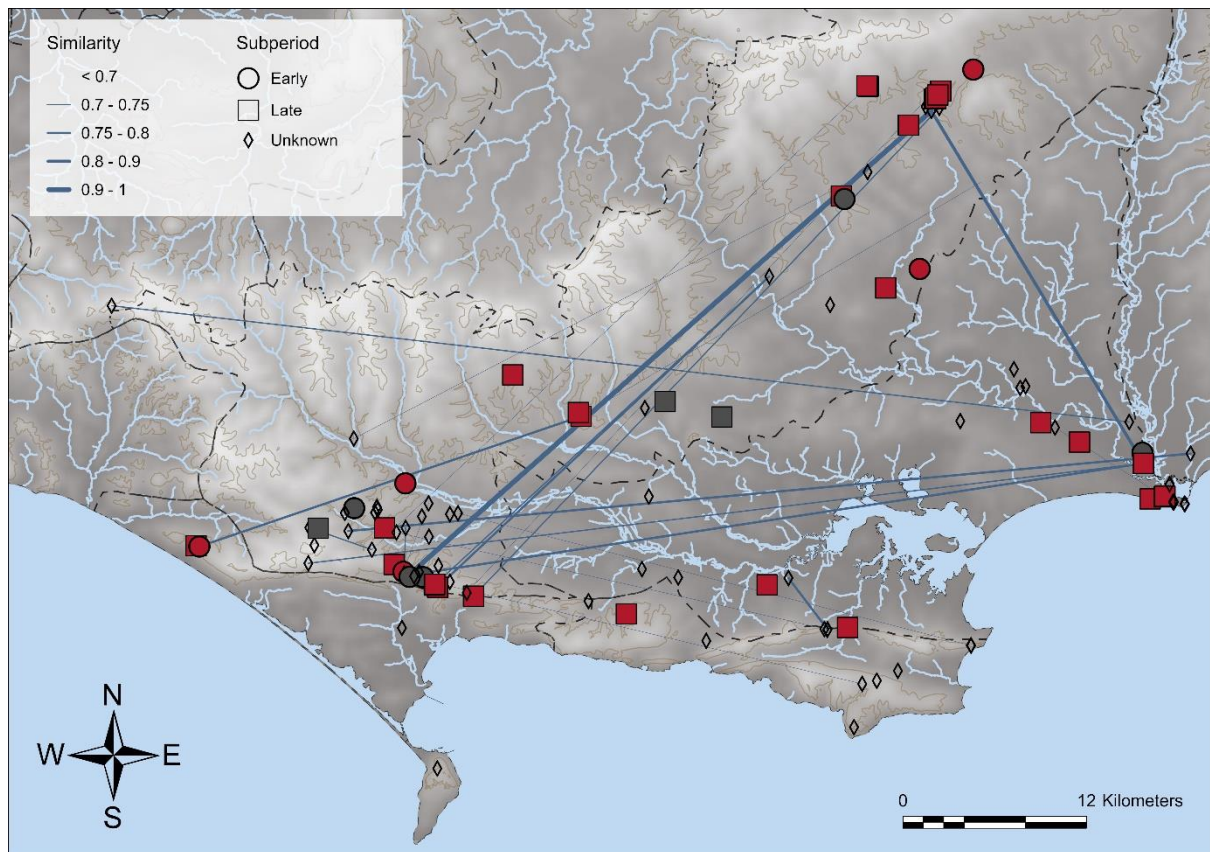 Similarity
< 0.7
0.7 - 0.75
0.75 - 0.8
0.8 - 0.9
0.9 - 1
Subperiod
Early
Late
Unknown
N
W E
S
0 12 Kilometers